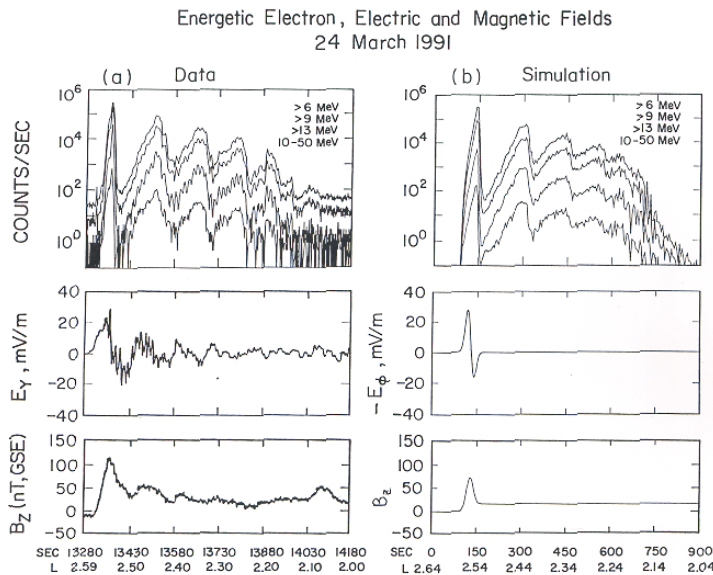 Energetic Electron, Electric and Magnetic Fields
24 March 1991
(a) Data
(b) Simulation
COUNTS/SEC
10⁶
10⁴
10²
10⁰
>6 MeV
>9 MeV
>13 MeV
10-50 MeV
10⁶
10⁴
10²
10⁰
>6 MeV
>9 MeV
>13 MeV
10-50 MeV
E_Y, mV/m
40
20
0
-20
-40
-E_ϕ, mV/m
40
20
0
-20
-40
B_Z (nT, GSE)
150
100
50
0
-50
B_z
150
100
50
0
-50
SEC 13280 13430 13580 13730 13880 14030 14180
L 2.59 2.50 2.40 2.30 2.20 2.10 2.00
SEC 0 150 300 450 600 750 900
L 2.64 2.54 2.44 2.34 2.24 2.14 2.04